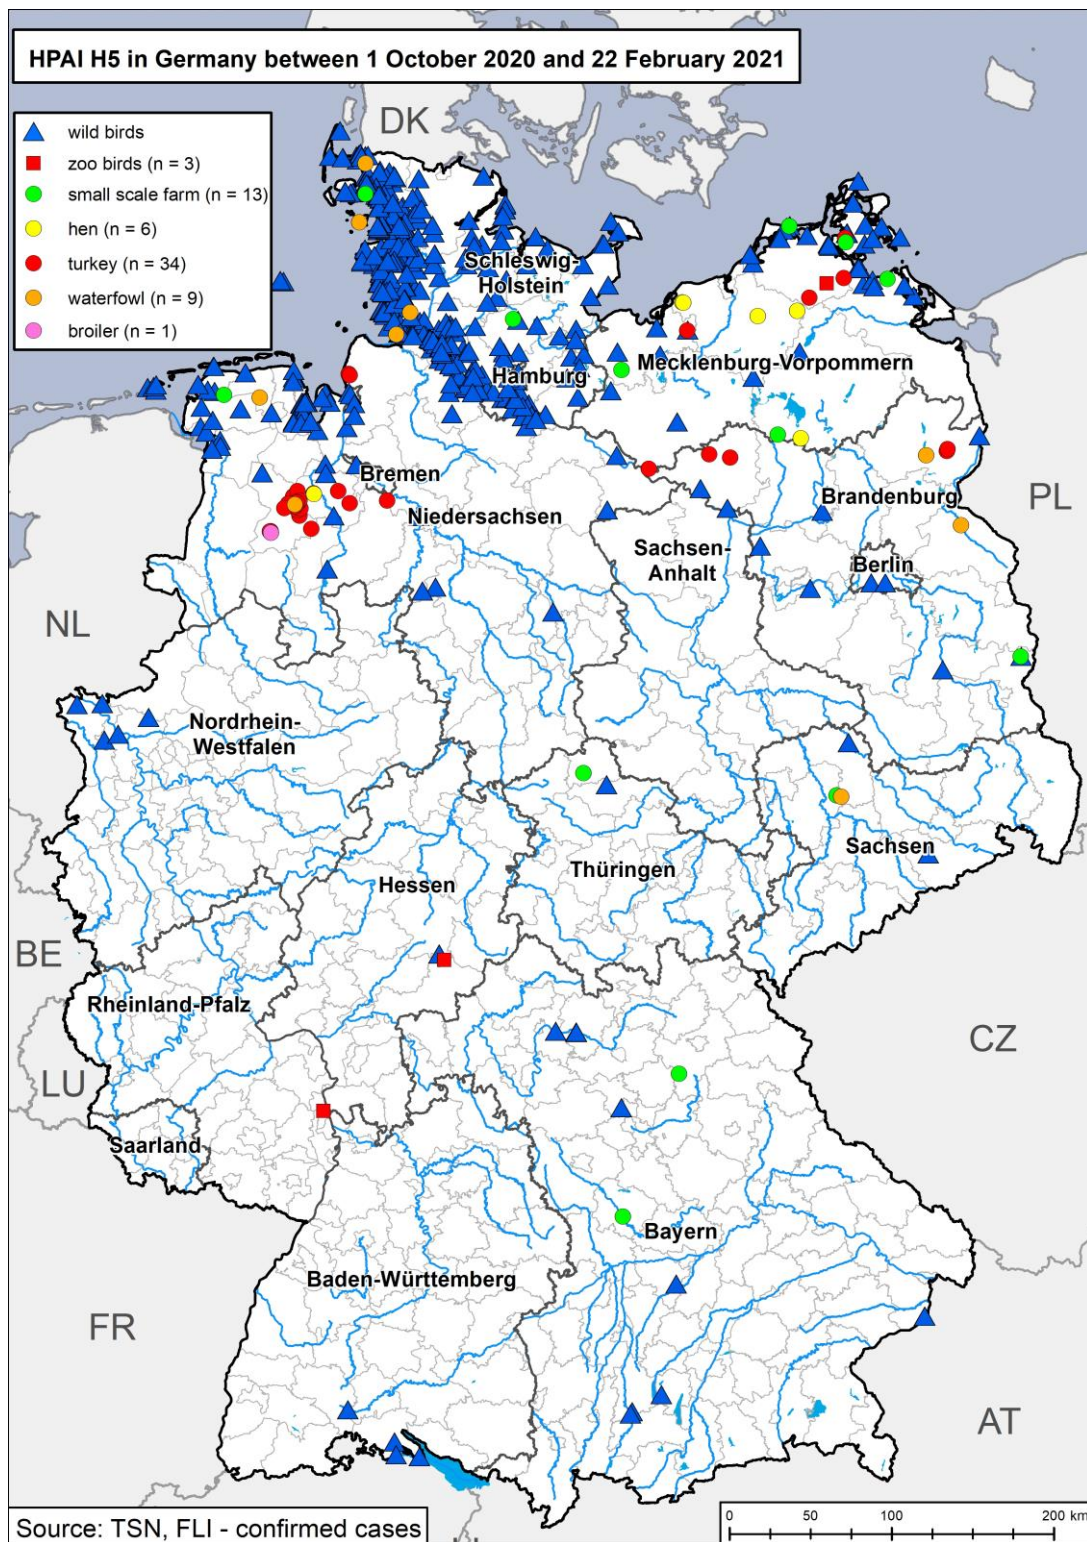 HPAI H5 in Germany between 1 October 2020 and 22 February 2021
wild birds
zoo birds (n = 3)
small scale farm (n = 13)
hen (n = 6)
turkey (n = 34)
waterfowl (n = 9)
broiler (n = 1)
DK
Schleswig-
Holstein
Hamburg
Mecklenburg-Vorpommern
Bremen
Niedersachsen
Brandenburg
PL
Sachsen-
Anhalt
Berlin
NL
Nordrhein-
Westfalen
Sachsen
Thüringen
Hessen
BE
Rheinland-Pfalz
CZ
LU
Saarland
Bayern
Baden-Württemberg
FR
AT
Source: TSN, FLI - confirmed cases
0 50 100 200 km